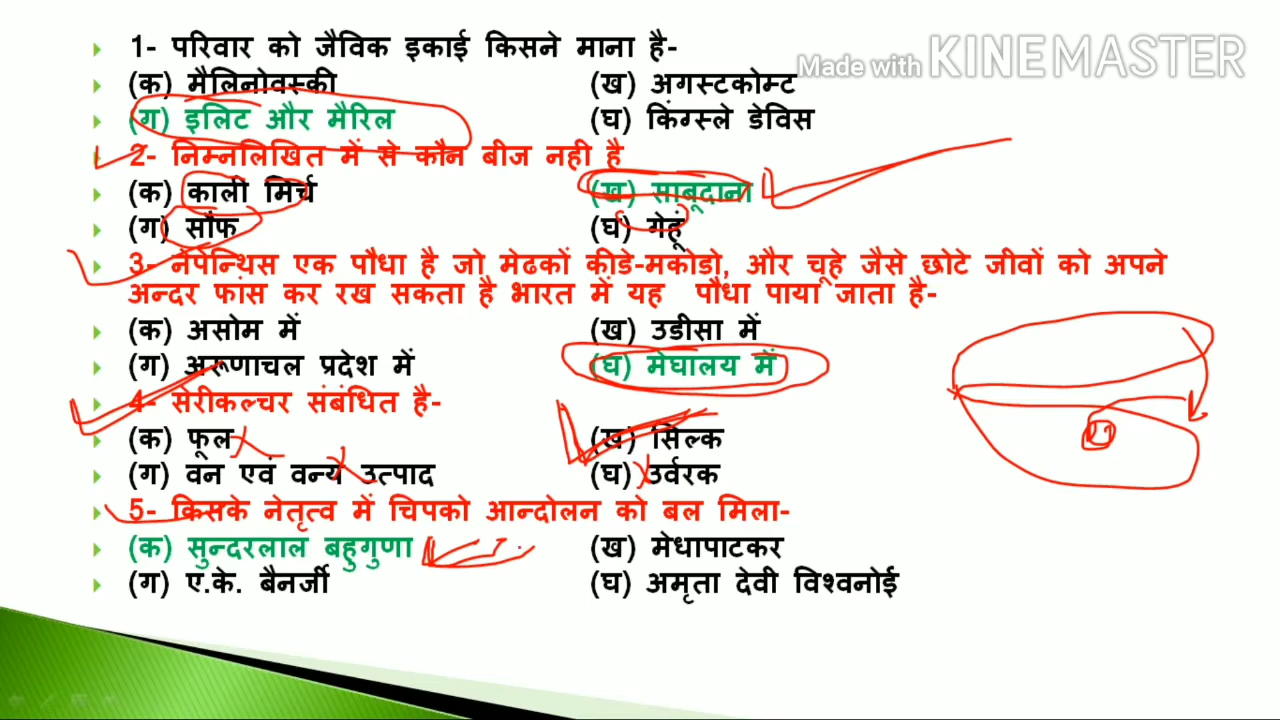 1- परिवार को जैविक इकाई किसने माना है-
Made with KINEMASTER
(क) मैलिनोवस्की (ख) अगस्टकोम्ट
(ग) इलिट और मैरिल (घ) किंग्स्ले डेविस
2- निम्नलिखित में से कौन बीज नही है
(क) काली मिर्च (ख) साबूदाना
(ग) सौंफ (घ) गेहूं
3- नेपेन्थिस एक पौधा है जो मेढकों कीडे-मकोडो, और चूहे जैसे छोटे जीवों को अपने
अन्दर फांस कर रख सकता है भारत में यह पौधा पाया जाता है-
(क) असोम में (ख) उडीसा में
(ग) अरूणाचल प्रदेश में (घ) मेघालय में
4- सेरीकल्चर संबंधित है-
(क) फूल (ख) सिल्क
(ग) वन एवं वन्य उत्पाद (घ) उर्वरक
5- किसके नेतृत्व में चिपको आन्दोलन को बल मिला-
(क) सुन्दरलाल बहुगुणा (ख) मेधापाटकर
(ग) ए.के. बैनर्जी (घ) अमृता देवी विश्वनोई